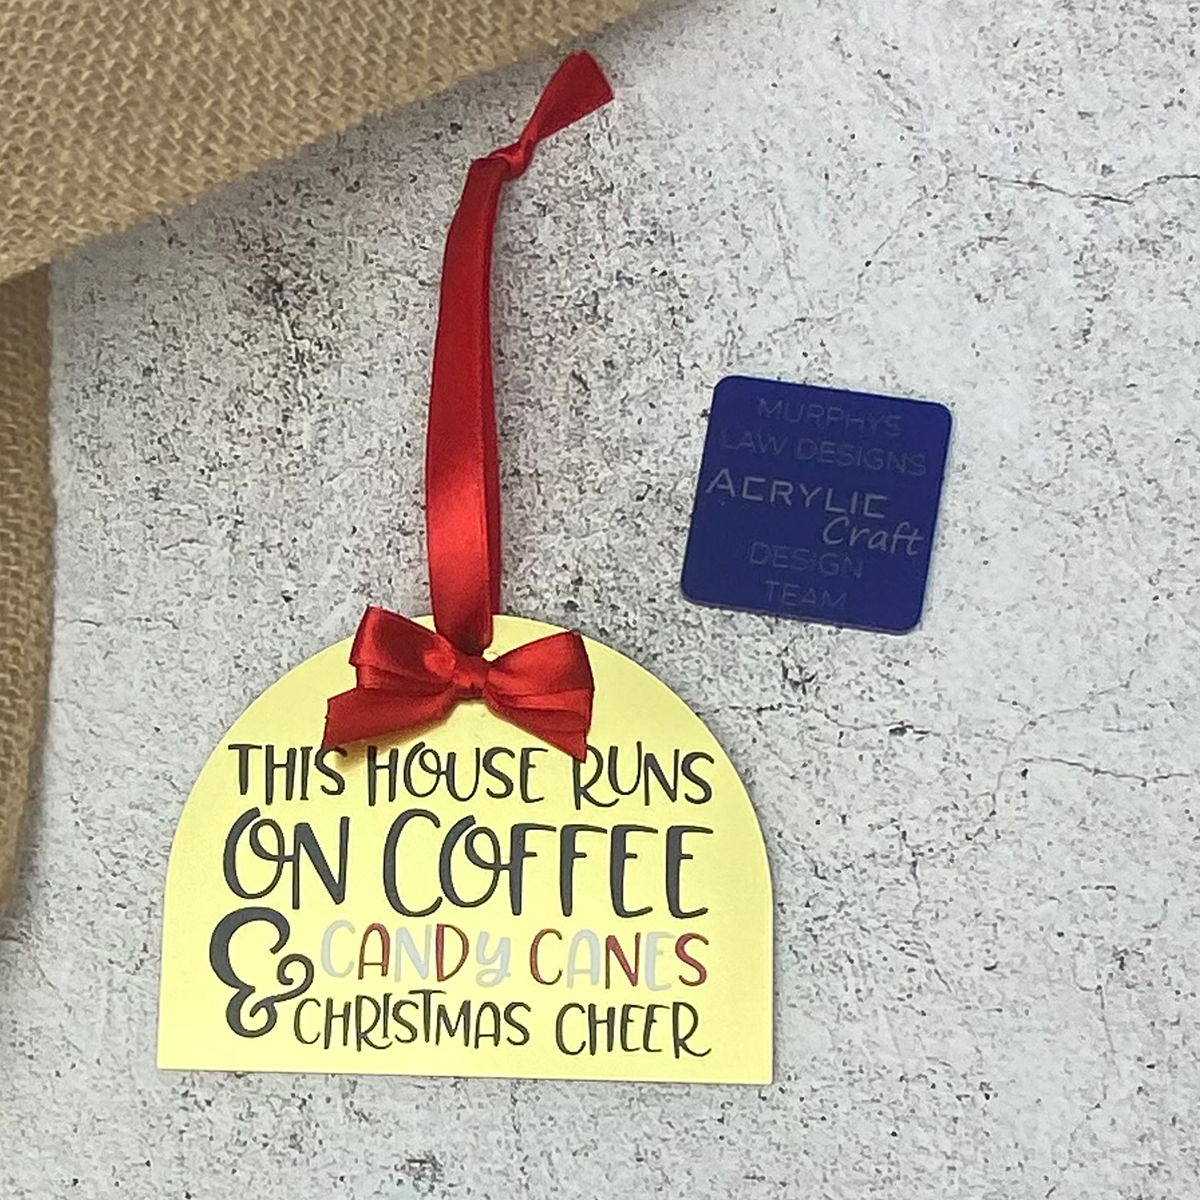 MURPHYS
LAW DESIGNS
ACRYLIC
Craft
DESIGN
TEAM
THIS HOUSE RUNS
ON COFFEE
& CANDY CANES
CHRISTMAS CHEER